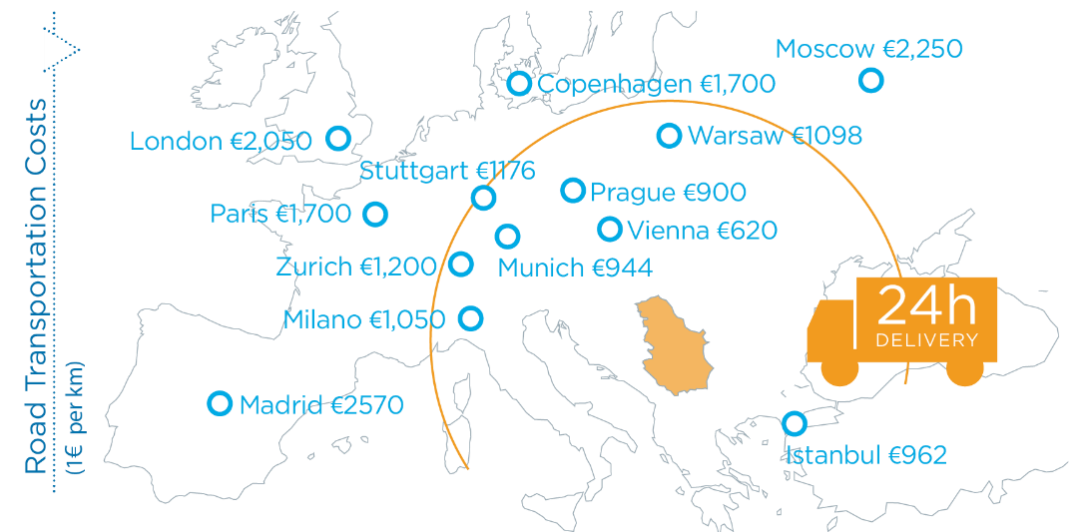 Road Transportation Costs
(1€ per km)
Moscow €2,250
Copenhagen €1,700
London €2,050
Warsaw €1098
Stuttgart €1176
Prague €900
Paris €1,700
Vienna €620
Zurich €1,200
Munich €944
24h
DELIVERY
Milano €1,050
Madrid €2570
Istanbul €962